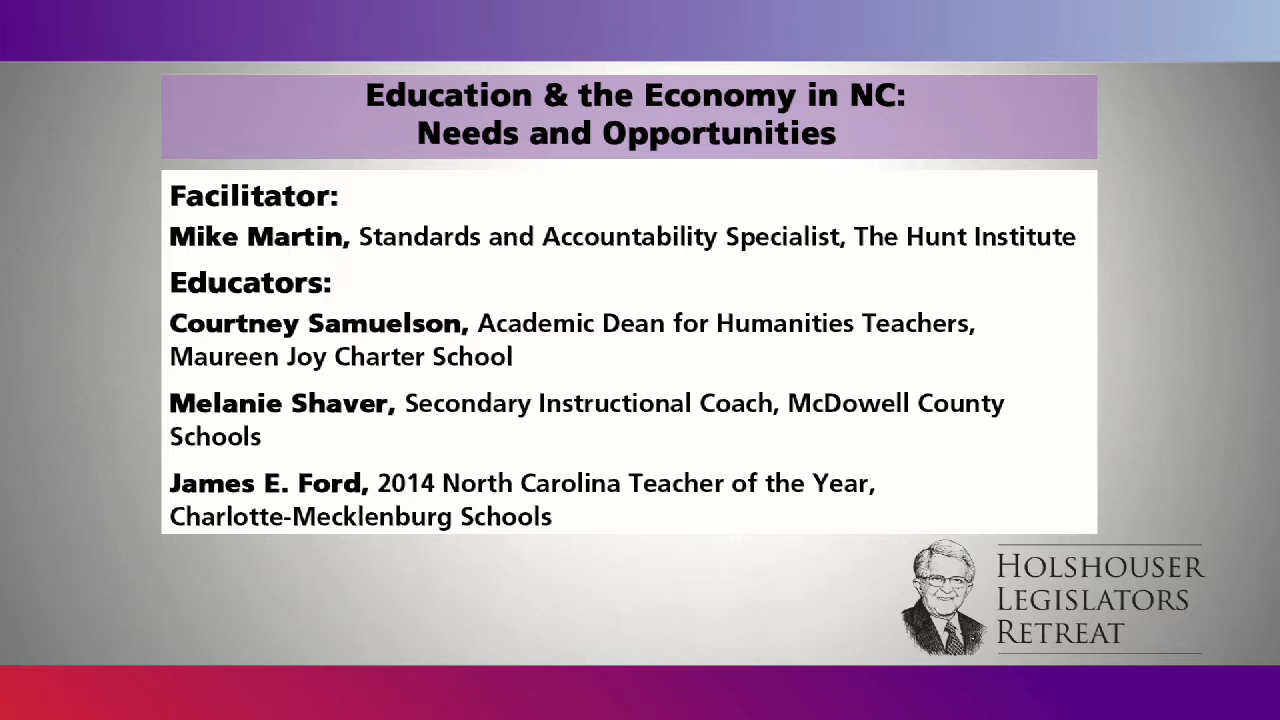 Education & the Economy in NC:
Needs and Opportunities
Facilitator:
Mike Martin, Standards and Accountability Specialist, The Hunt Institute
Educators:
Courtney Samuelson, Academic Dean for Humanities Teachers,
Maureen Joy Charter School
Melanie Shaver, Secondary Instructional Coach, McDowell County
Schools
James E. Ford, 2014 North Carolina Teacher of the Year,
Charlotte-Mecklenburg Schools
HOLSHOUSER
LEGISLATORS
RETREAT